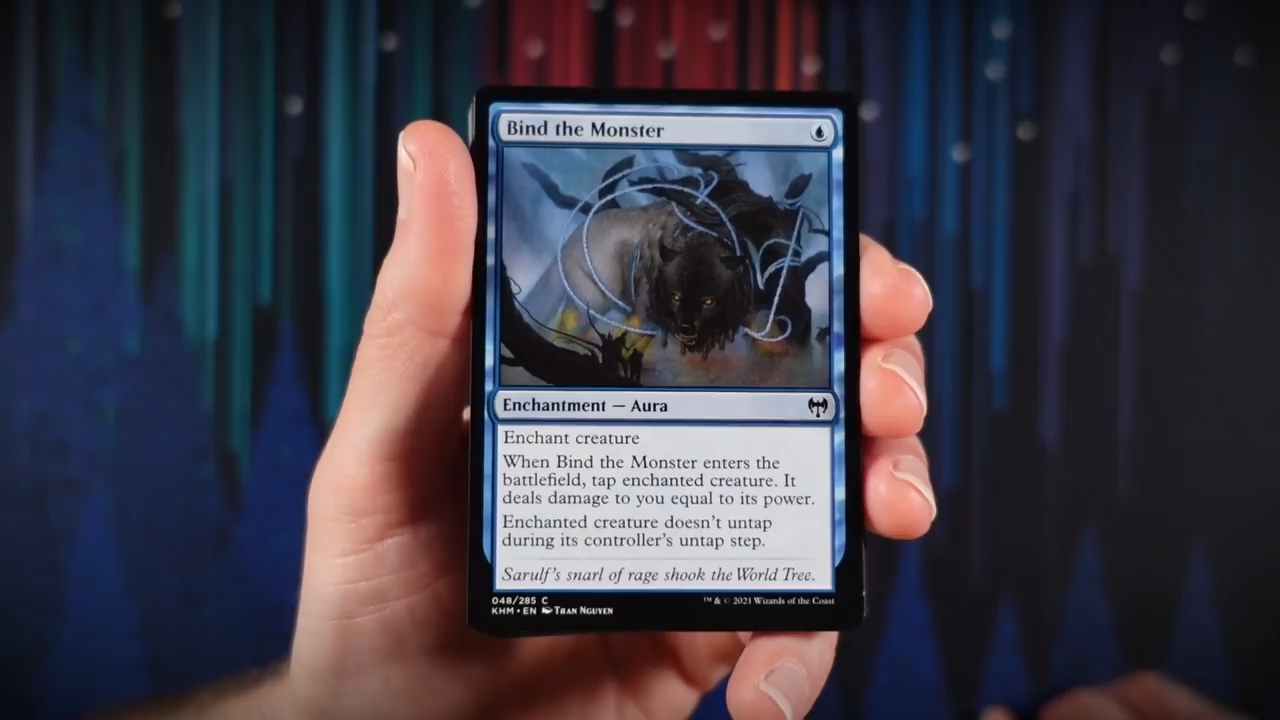 Bind the Monster
Enchantment — Aura
Enchant creature
When Bind the Monster enters the
battlefield, tap enchanted creature. It
deals damage to you equal to its power.
Enchanted creature doesn't untap
during its controller's untap step.
Sarulf's snarl of rage shook the World Tree.
048/285 C
KHM • EN Tran Nguyen
™ & © 2021 Wizards of the Coast